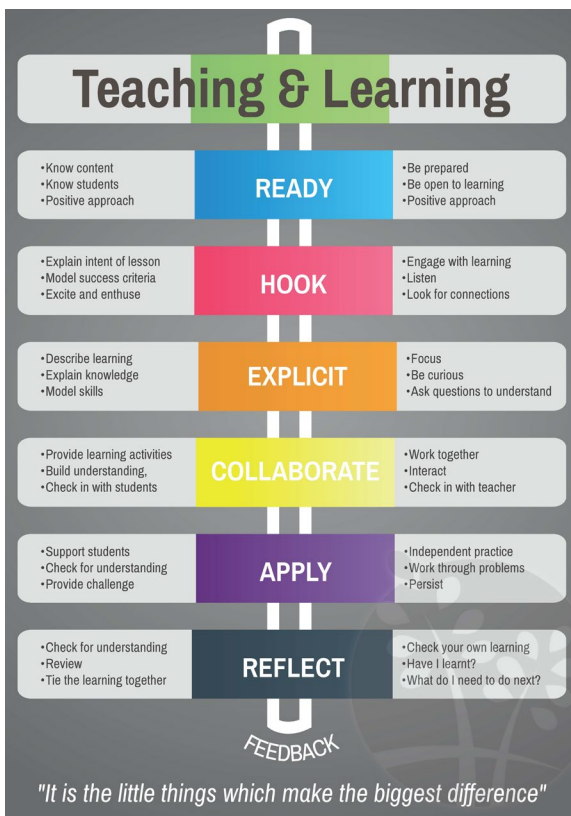 Teaching & Learning
•Know content
•Know students
•Positive approach
READY
•Be prepared
•Be open to learning
•Positive approach
•Explain intent of lesson
•Model success criteria
•Excite and enthuse
HOOK
•Engage with learning
•Listen
•Look for connections
•Describe learning
•Explain knowledge
•Model skills
EXPLICIT
•Focus
•Be curious
•Ask questions to understand
•Provide learning activities
•Build understanding,
•Check in with students
COLLABORATE
•Work together
•Interact
•Check in with teacher
•Support students
•Check for understanding
•Provide challenge
APPLY
•Independent practice
•Work through problems
•Persist
•Check for understanding
•Review
•Tie the learning together
REFLECT
•Check your own learning
•Have I learnt?
•What do I need to do next?
FEEDBACK
"It is the little things which make the biggest difference"